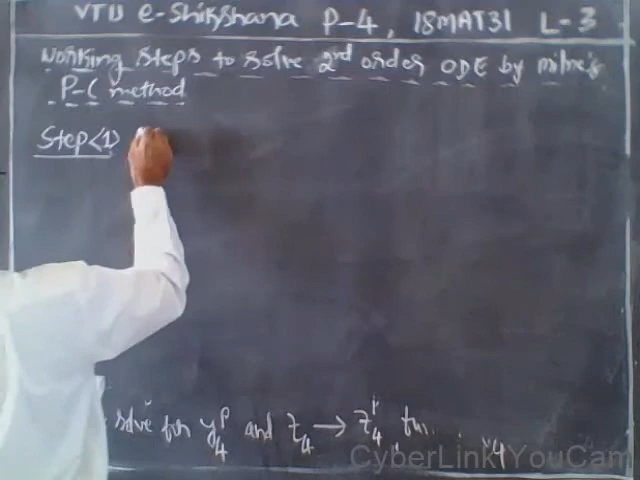 VTU e-Shikshana P-4, 18MAT31 L-3
Working steps to solve 2nd order ODE by Milne's
P-C method
Step<1>
solve for y₄ᴾ and z₄ → z₄ᴾ
CyberLink YouCam